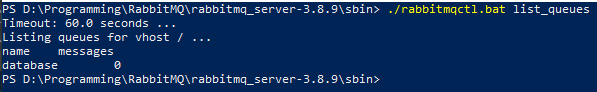 PS D:\Programming\RabbitMQ\rabbitmq_server-3.8.9\sbin> ./rabbitmqctl.bat list_queues
Timeout: 60.0 seconds ...
Listing queues for vhost / ...
name    messages
database        0
PS D:\Programming\RabbitMQ\rabbitmq_server-3.8.9\sbin>